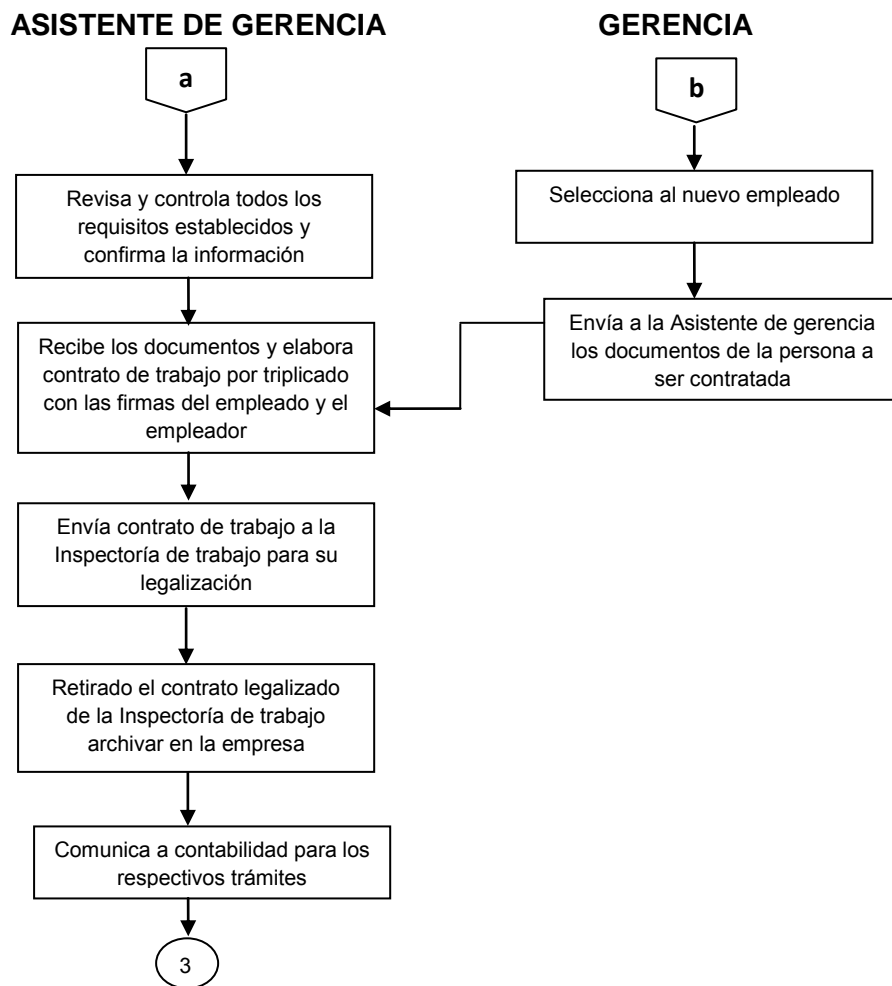 ASISTENTE DE GERENCIA
a
Revisa y controla todos los
requisitos establecidos y
confirma la información
Recibe los documentos y elabora
contrato de trabajo por triplicado
con las firmas del empleado y el
empleador
Envía contrato de trabajo a la
Inspectoría de trabajo para su
legalización
Retirado el contrato legalizado
de la Inspectoría de trabajo
archivar en la empresa
Comunica a contabilidad para los
respectivos trámites
3
GERENCIA
b
Selecciona al nuevo empleado
Envía a la Asistente de gerencia
los documentos de la persona a
ser contratada